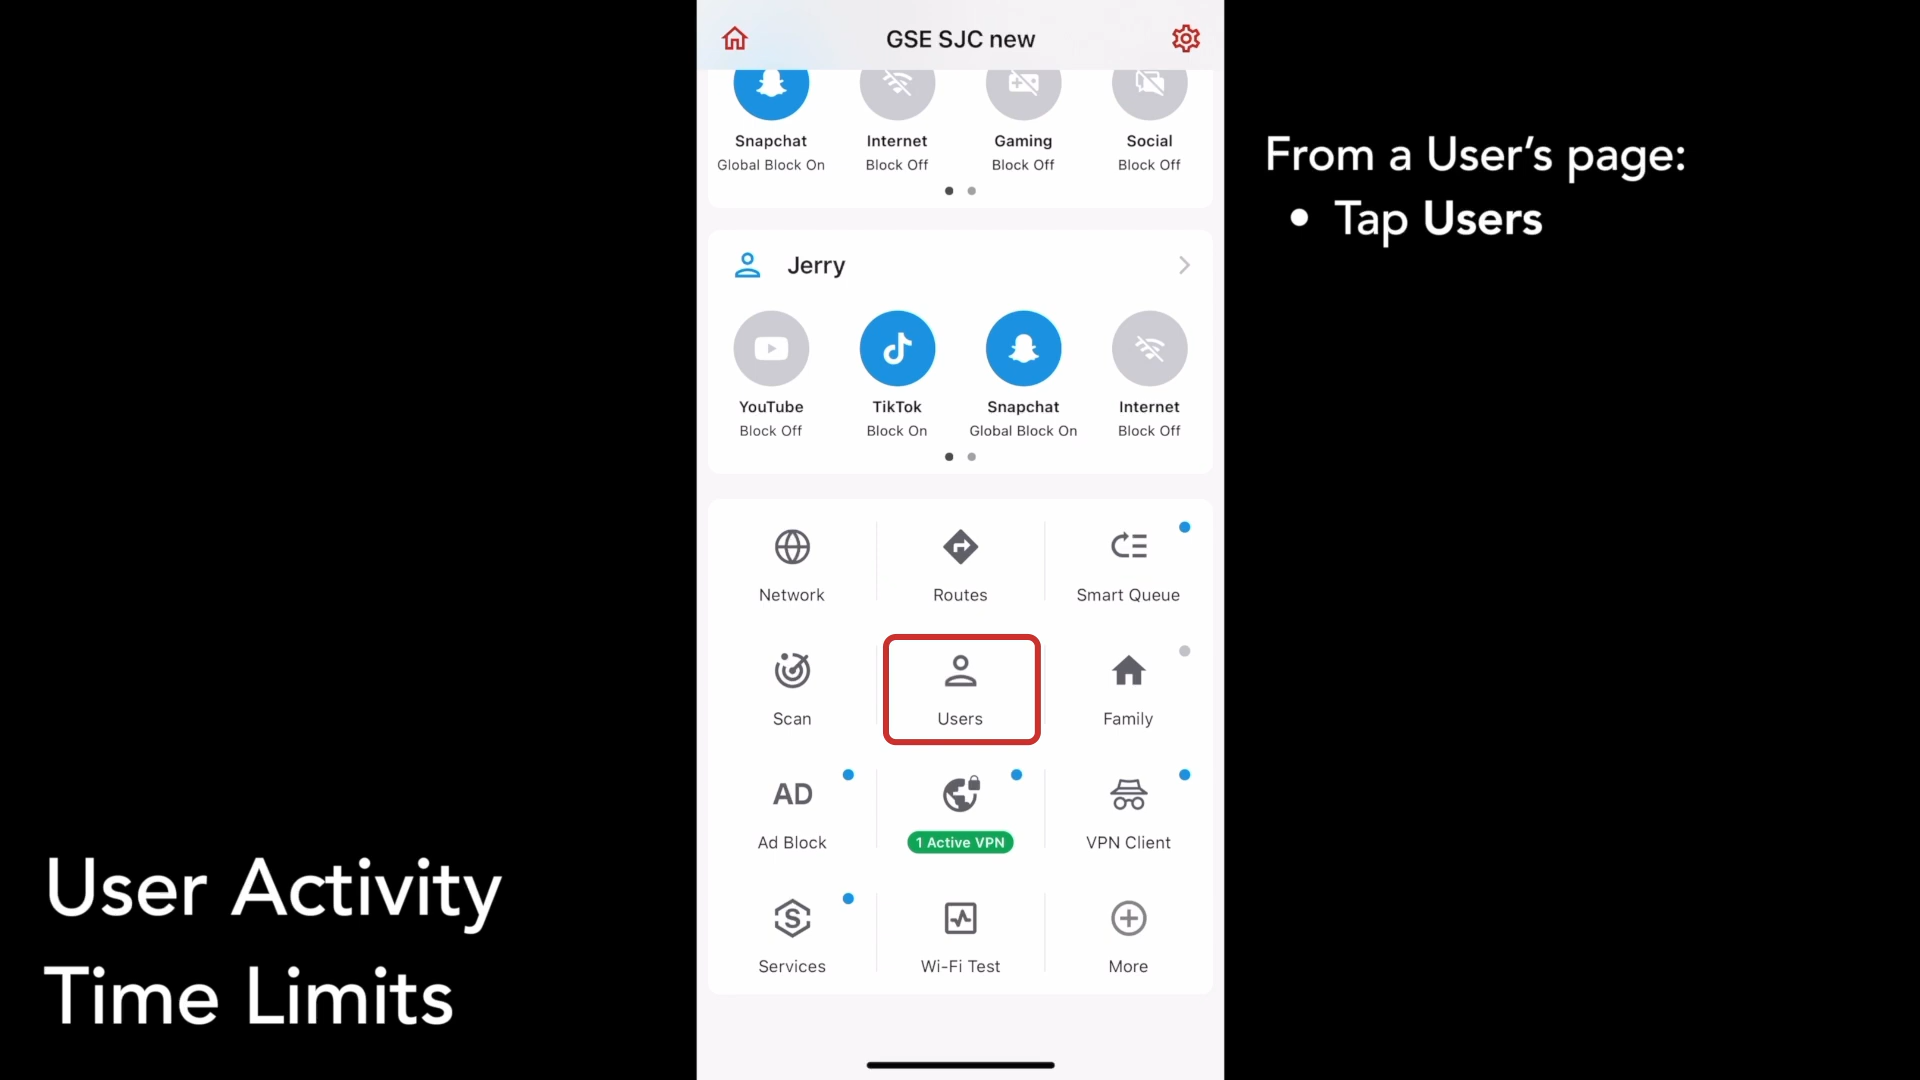 GSE SJC new
Snapchat Internet Gaming Social
Global Block On Block Off Block Off Block Off
Jerry
YouTube TikTok Snapchat Internet
Block Off Block On Global Block On Block Off
Network Routes Smart Queue
Scan Users Family
AD
Ad Block 1 Active VPN VPN Client
Services Wi-Fi Test More
From a User’s page:
• Tap Users
User Activity
Time Limits